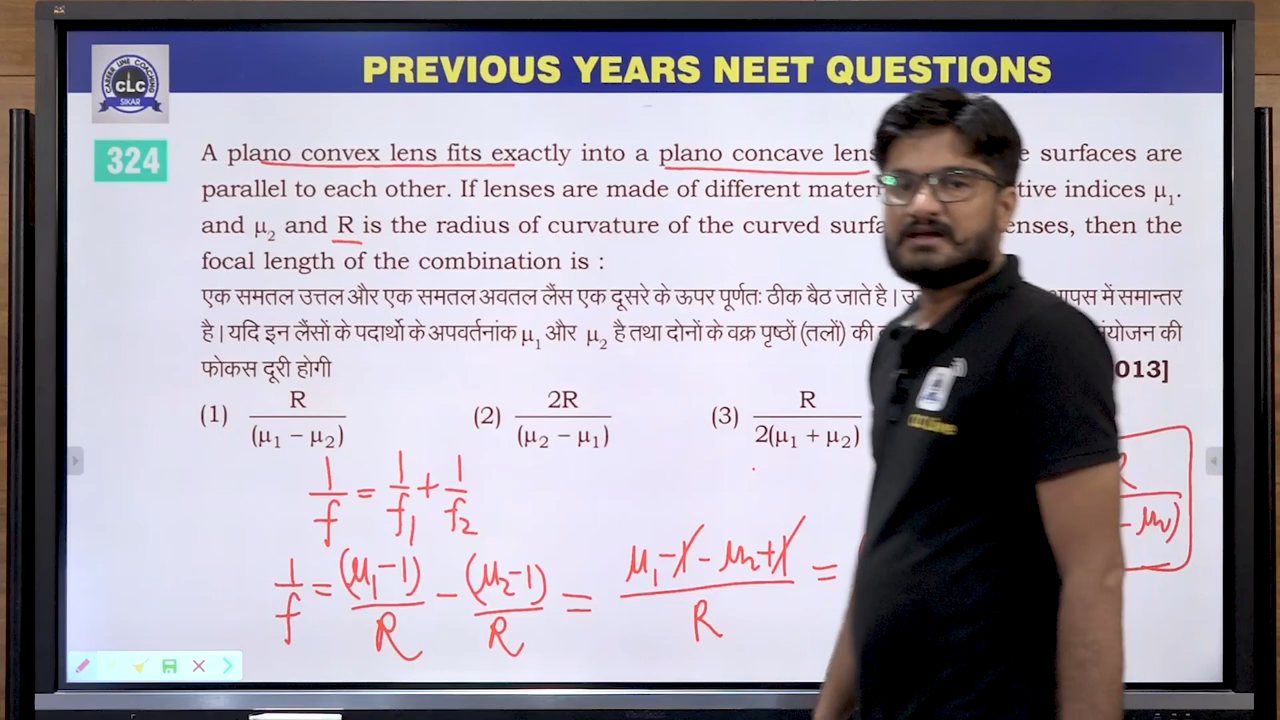 PREVIOUS YEARS NEET QUESTIONS
CAREER LINE COACHING
CLC
SIKAR
324
A plano convex lens fits exactly into a plano concave lens e surfaces are
parallel to each other. If lenses are made of different mater tive indices μ₁.
and μ₂ and R is the radius of curvature of the curved surfa enses, then the
focal length of the combination is :
एक समतल उत्तल और एक समतल अवतल लैंस एक दूसरे के ऊपर पूर्णतः ठीक बैठ जाते है। आपस में समान्तर
है। यदि इन लैंसों के पदार्थो के अपवर्तनांक μ₁ और μ₂ है तथा दोनों के वक्र पृष्ठों (तलों) की संयोजन की
फोकस दूरी होगी 013]
(1) R/(μ₁ − μ₂) (2) 2R/(μ₂ − μ₁) (3) R/2(μ₁ + μ₂)
1/f = 1/f₁ + 1/f₂
1/f = (μ₁-1)/R - (μ₂-1)/R = (μ₁-1-μ₂+1)/R = R/ - μ₂)